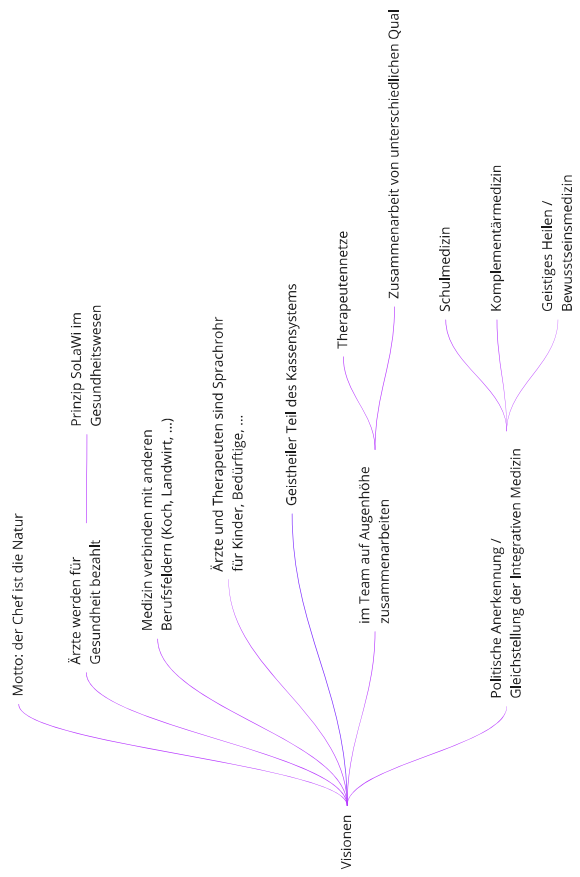 Visionen
Motto: der Chef ist die Natur
Ärzte werden für
Gesundheit bezahlt
Prinzip SoLaWi im
Gesundheitswesen
Medizin verbinden mit anderen
Berufsfeldern (Koch, Landwirt, ...)
Ärzte und Therapeuten sind Sprachrohr
für Kinder, Bedürftige, ...
Geistheiler Teil des Kassensystems
im Team auf Augenhöhe
zusammenarbeiten
Therapeutennetze
Zusammenarbeit von unterschiedlichen Qual
Politische Anerkennung /
Gleichstellung der Integrativen Medizin
Schulmedizin
Komplementärmedizin
Geistiges Heilen /
Bewusstseinsmedizin